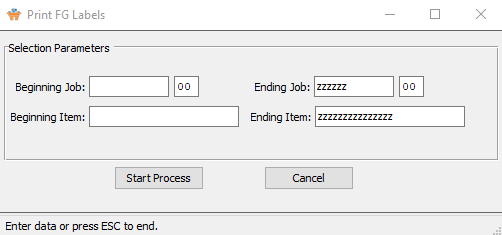 Print FG Labels
Selection Parameters
Beginning Job: 00 Ending Job: zzzzzz 00
Beginning Item: Ending Item: zzzzzzzzzzzzzzz
Start Process Cancel
Enter data or press ESC to end.